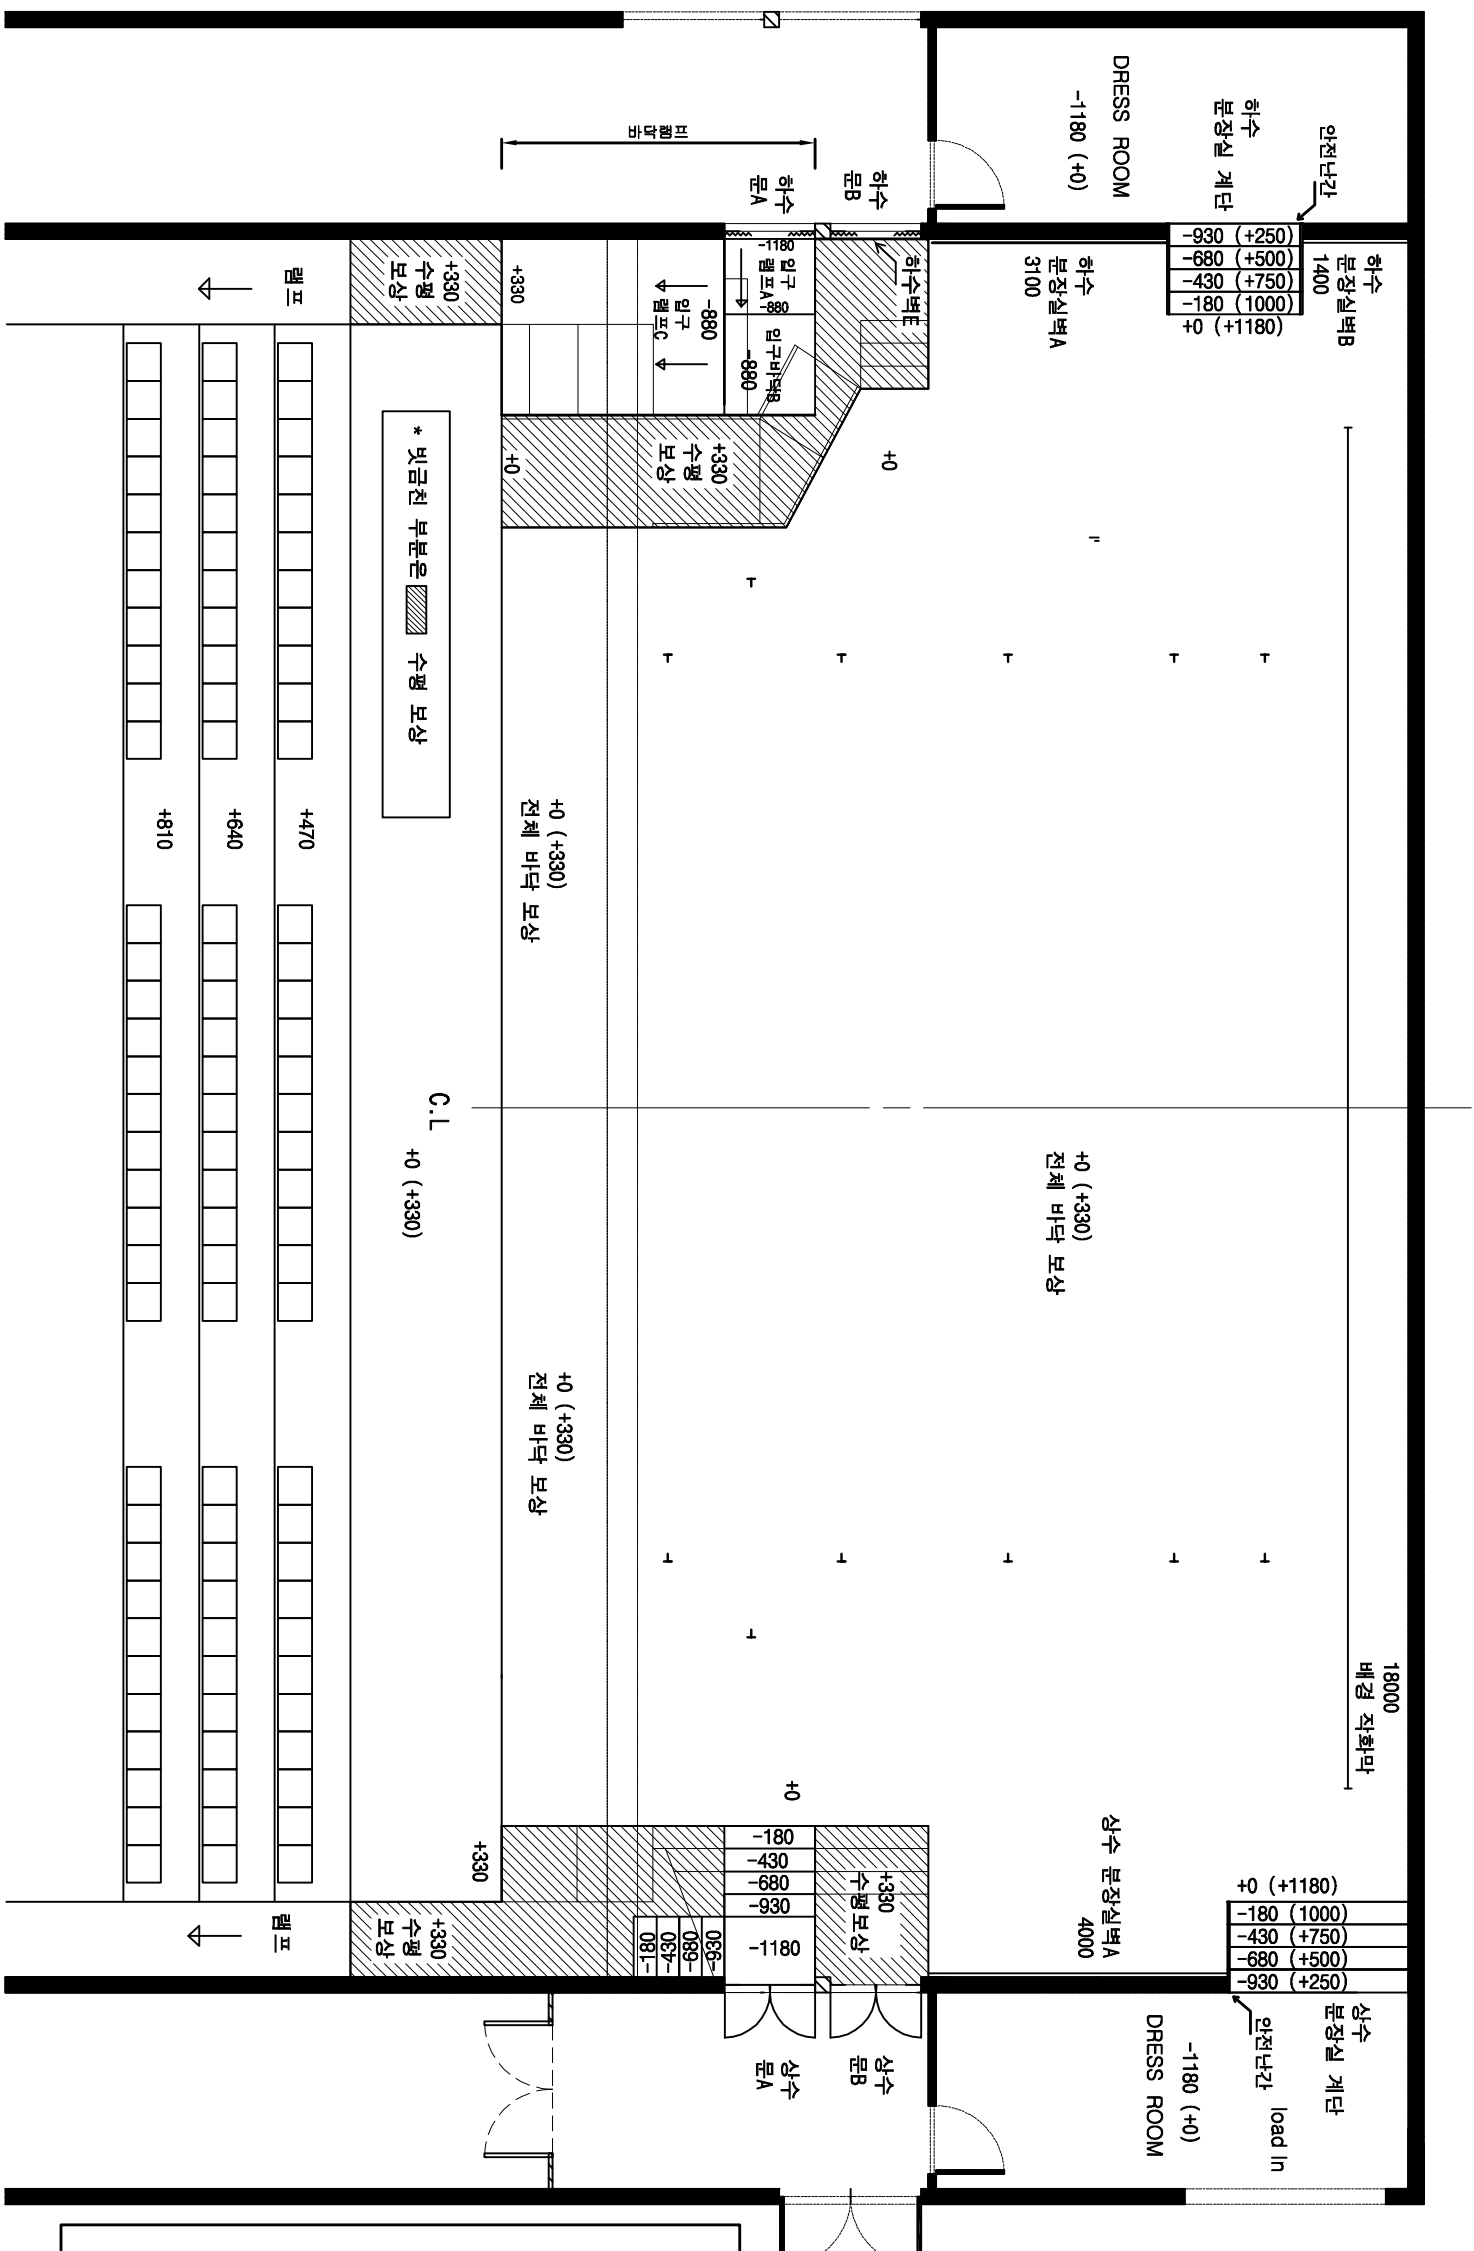 DRESS ROOM
-1180 (+0)
하수
분장실 계단
안전난간
바닥램프
하수
문A
하수
문B
-930 (+250)
-680 (+500)
-430 (+750)
-180 (1000)
+0 (+1180)
하수
분장실벽B
1400
하수
분장실벽A
3100
하수벽E
-1180
입구
램프A
-880
입구바닥B
-880
-880
입구
램프C
+330
+330
수평
보상
램프
+330
수평
보상
+0
+0
* 빗금친 부분은 수평 보상
+0 (+330)
전체 바닥 보상
+470
+640
+810
C.L
+0 (+330)
+0 (+330)
전체 바닥 보상
+0 (+330)
전체 바닥 보상
18000
배경 작화막
+0
상수 분장실벽A
4000
+0 (+1180)
-180 (1000)
-430 (+750)
-680 (+500)
-930 (+250)
-180
-430
-680
-930
-1180
+330
수평보상
-180
-430
-680
-930
+330
+330
수평
보상
램프
상수
문A
상수
문B
상수
분장실 계단
안전난간
load In
-1180 (+0)
DRESS ROOM